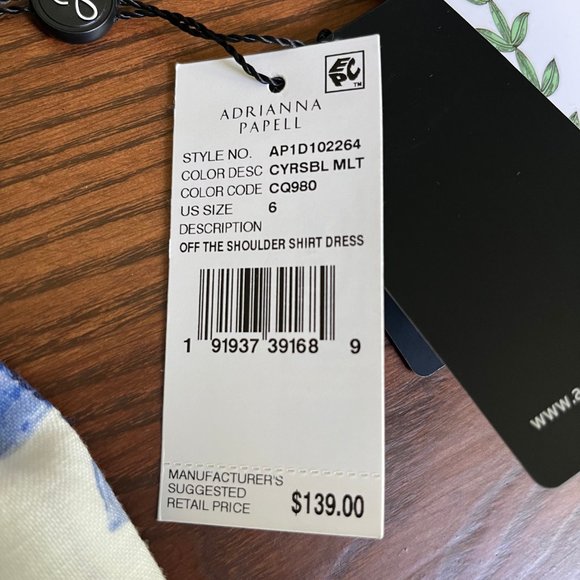 EPC™
ADRIANNA
PAPELL
STYLE NO. AP1D102264
COLOR DESC CYRSBL MLT
COLOR CODE CQ980
US SIZE 6
DESCRIPTION
OFF THE SHOULDER SHIRT DRESS
1 91937 39168 9
MANUFACTURER'S
SUGGESTED
RETAIL PRICE $139.00
www.a